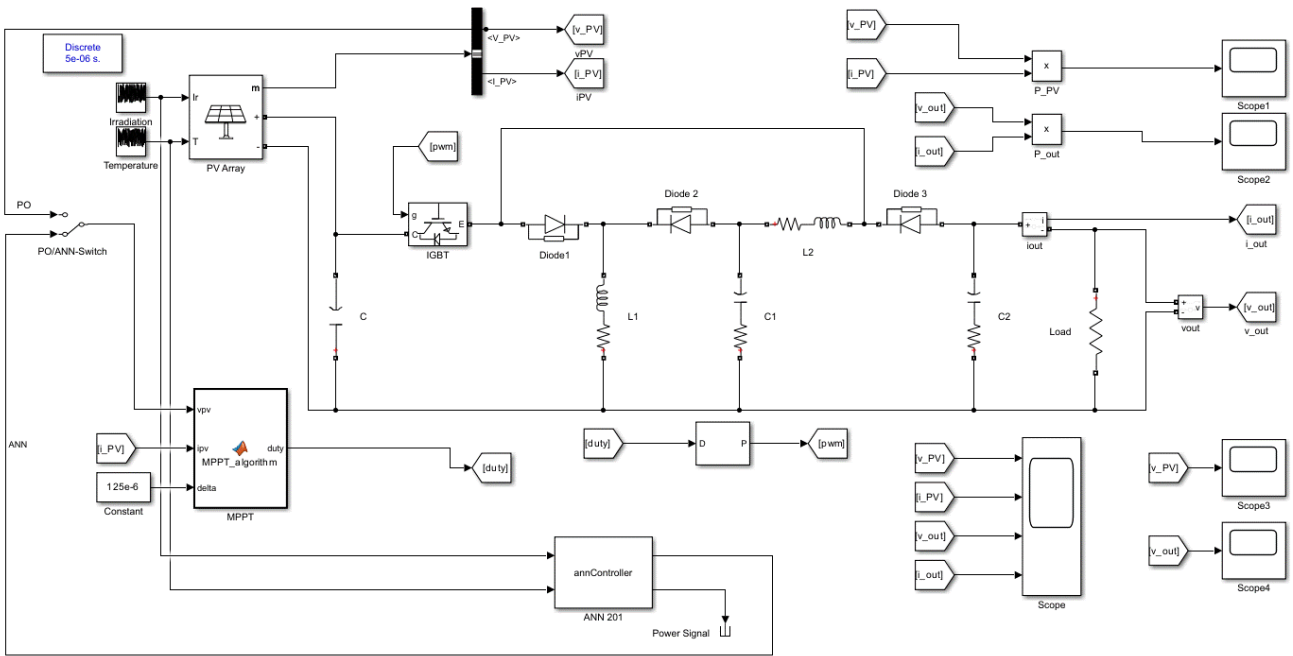 Discrete
5e-06 s.
Irradiation
Temperature
Ir
T
m
+
-
PV Array
<V_PV>
<I_PV>
[v_PV]
vPV
[i_PV]
iPV
[v_PV]
[i_PV]
x
P_PV
Scope1
[v_out]
[i_out]
x
P_out
Scope2
[pwm]
g
C
E
IGBT
Diode1
Diode 2
L2
Diode 3
+
i
-
iout
[i_out]
i_out
PO
PO/ANN-Switch
C
L1
C1
C2
Load
+
-
v
vout
[v_out]
v_out
ANN
vpv
[i_PV]
ipv
MPPT_algorithm
duty
125e-6
delta
Constant
MPPT
[duty]
[duty]
D
P
[pwm]
[v_PV]
[i_PV]
[v_out]
[i_out]
Scope
[v_PV]
Scope3
[v_out]
Scope4
annController
ANN 201
Power Signal